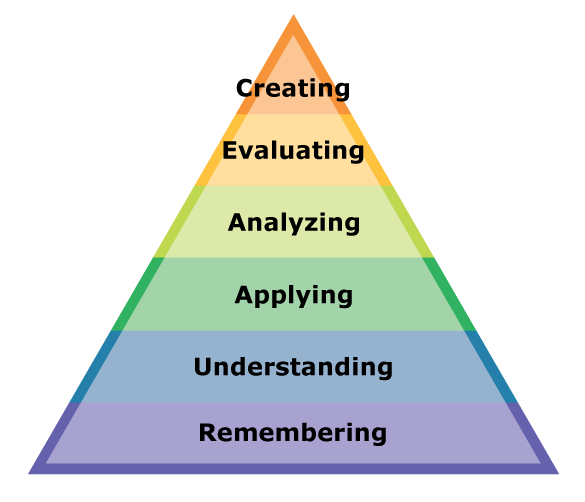 Creating
Evaluating
Analyzing
Applying
Understanding
Remembering